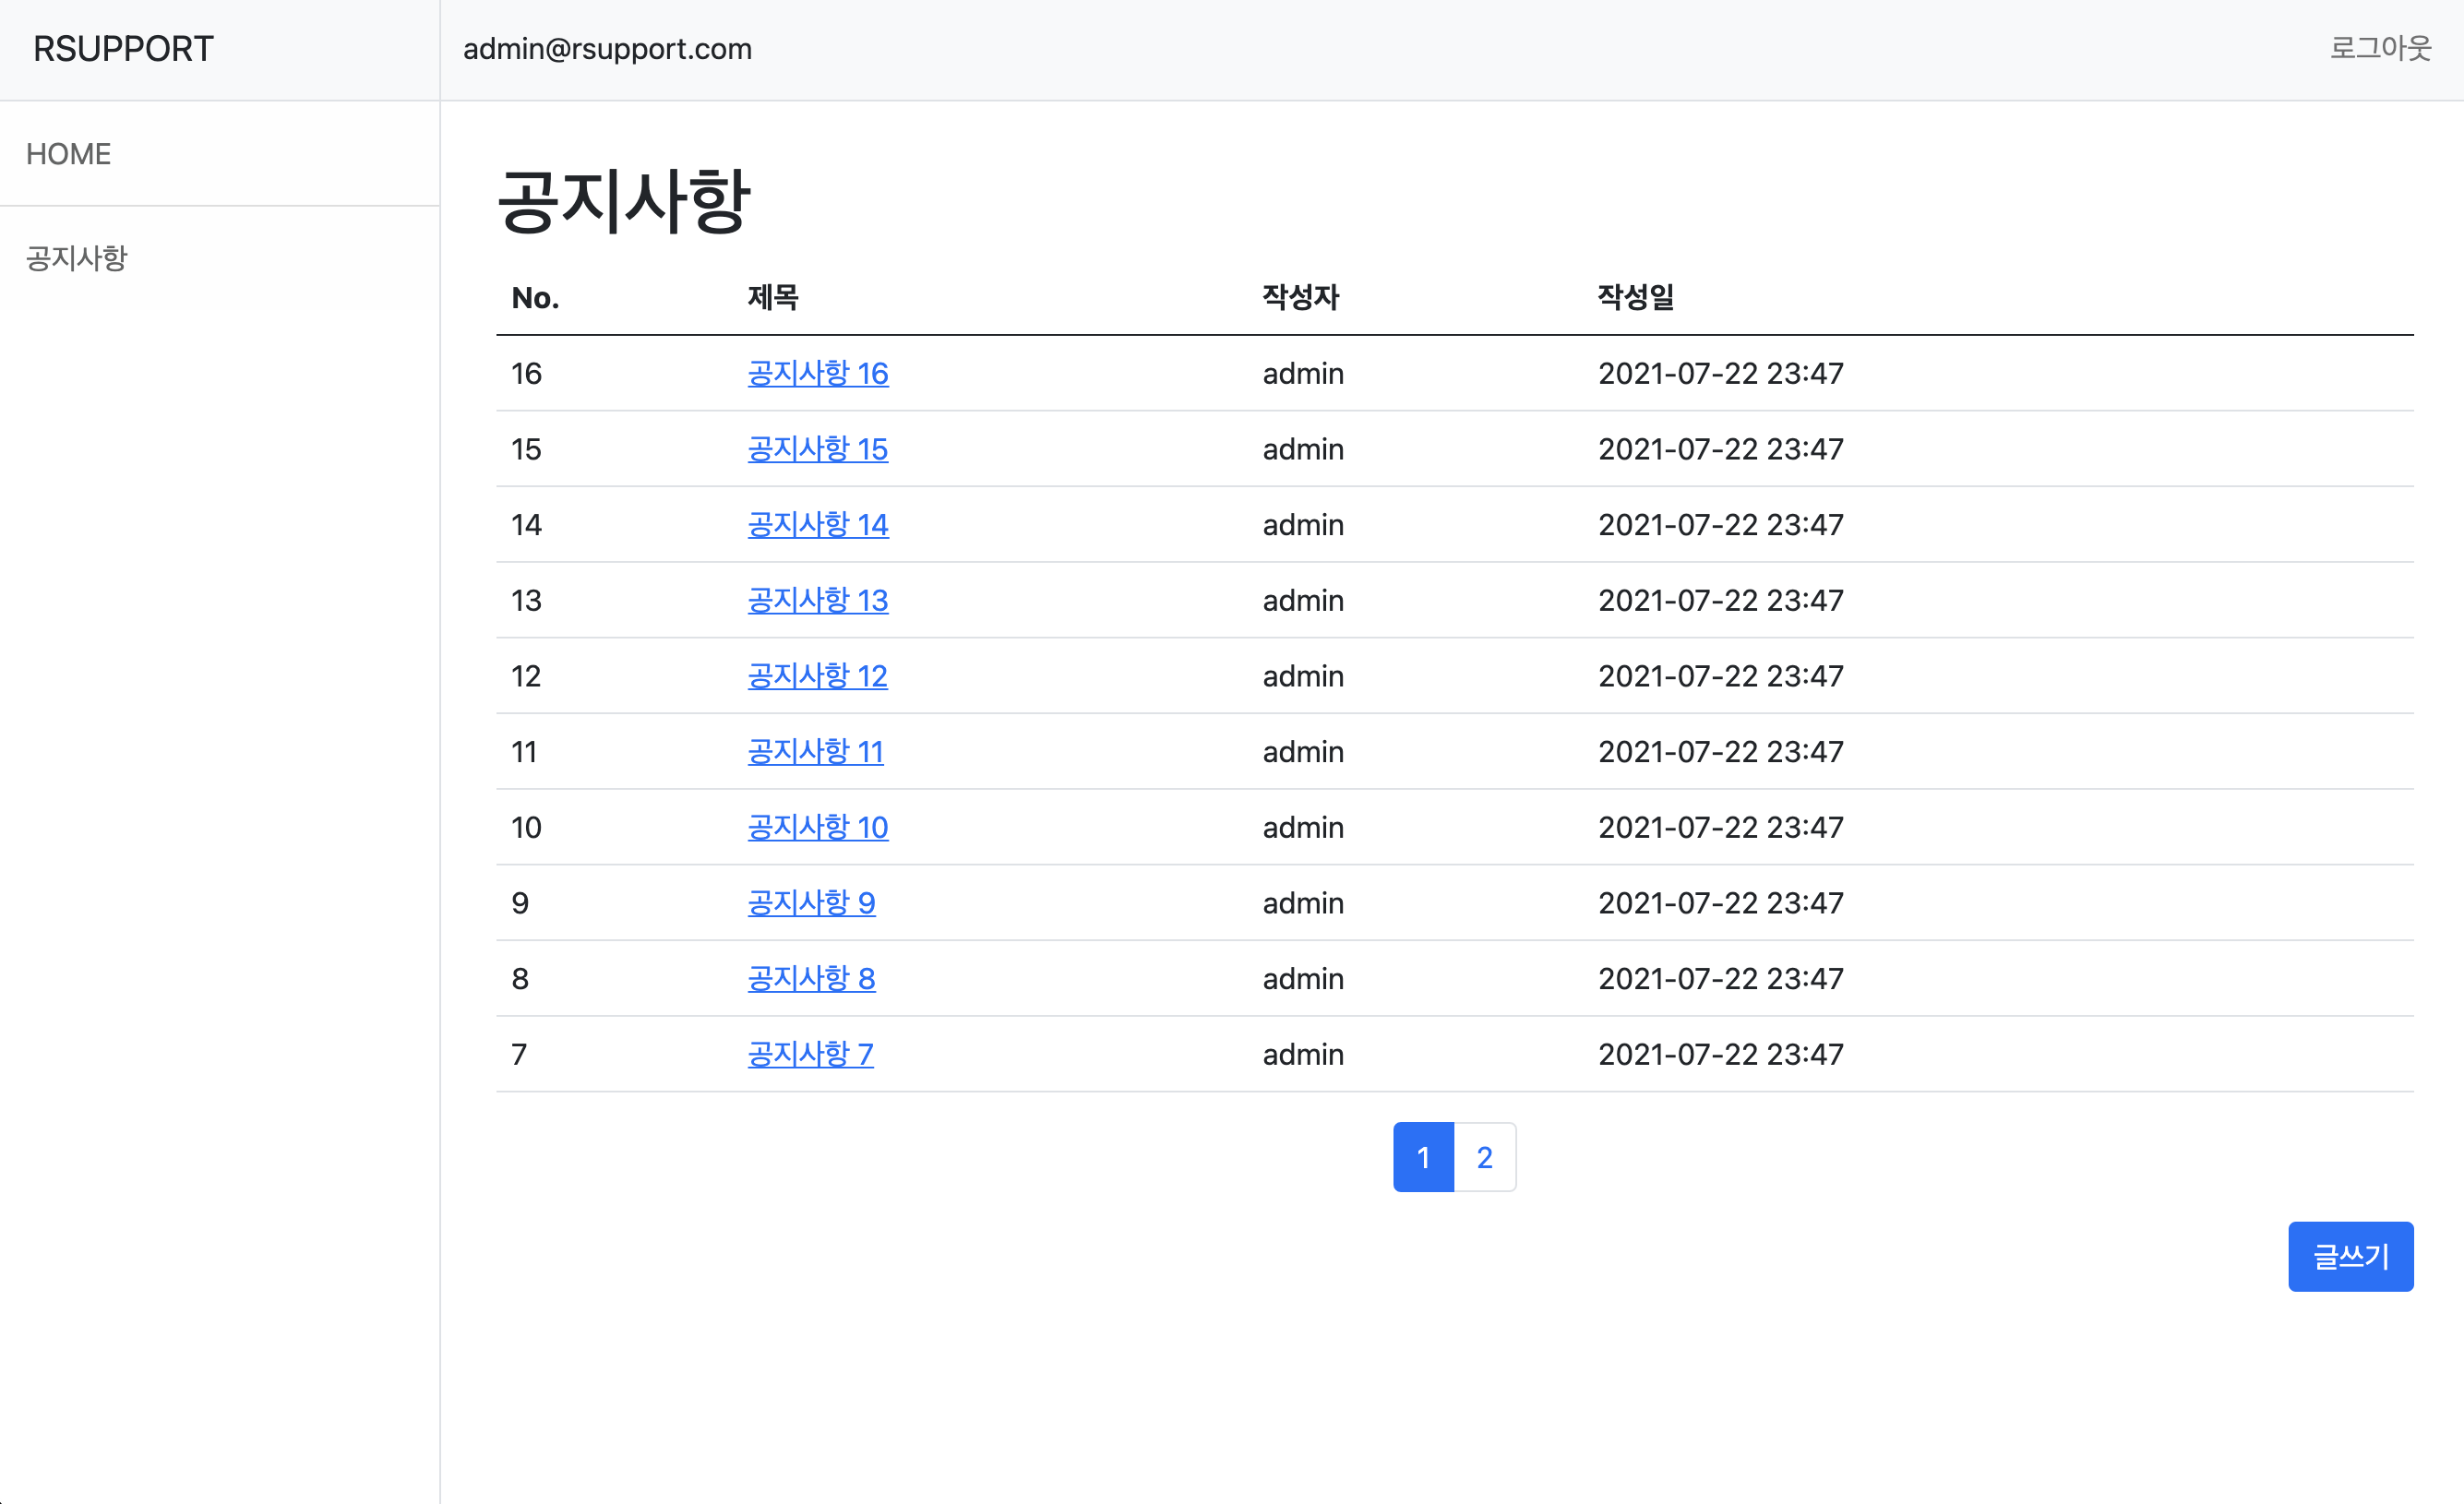 RSUPPORT admin@rsupport.com 로그아웃
HOME
공지사항
공지사항
No. 제목 작성자 작성일
16 공지사항 16 admin 2021-07-22 23:47
15 공지사항 15 admin 2021-07-22 23:47
14 공지사항 14 admin 2021-07-22 23:47
13 공지사항 13 admin 2021-07-22 23:47
12 공지사항 12 admin 2021-07-22 23:47
11 공지사항 11 admin 2021-07-22 23:47
10 공지사항 10 admin 2021-07-22 23:47
9 공지사항 9 admin 2021-07-22 23:47
8 공지사항 8 admin 2021-07-22 23:47
7 공지사항 7 admin 2021-07-22 23:47
1 2
글쓰기